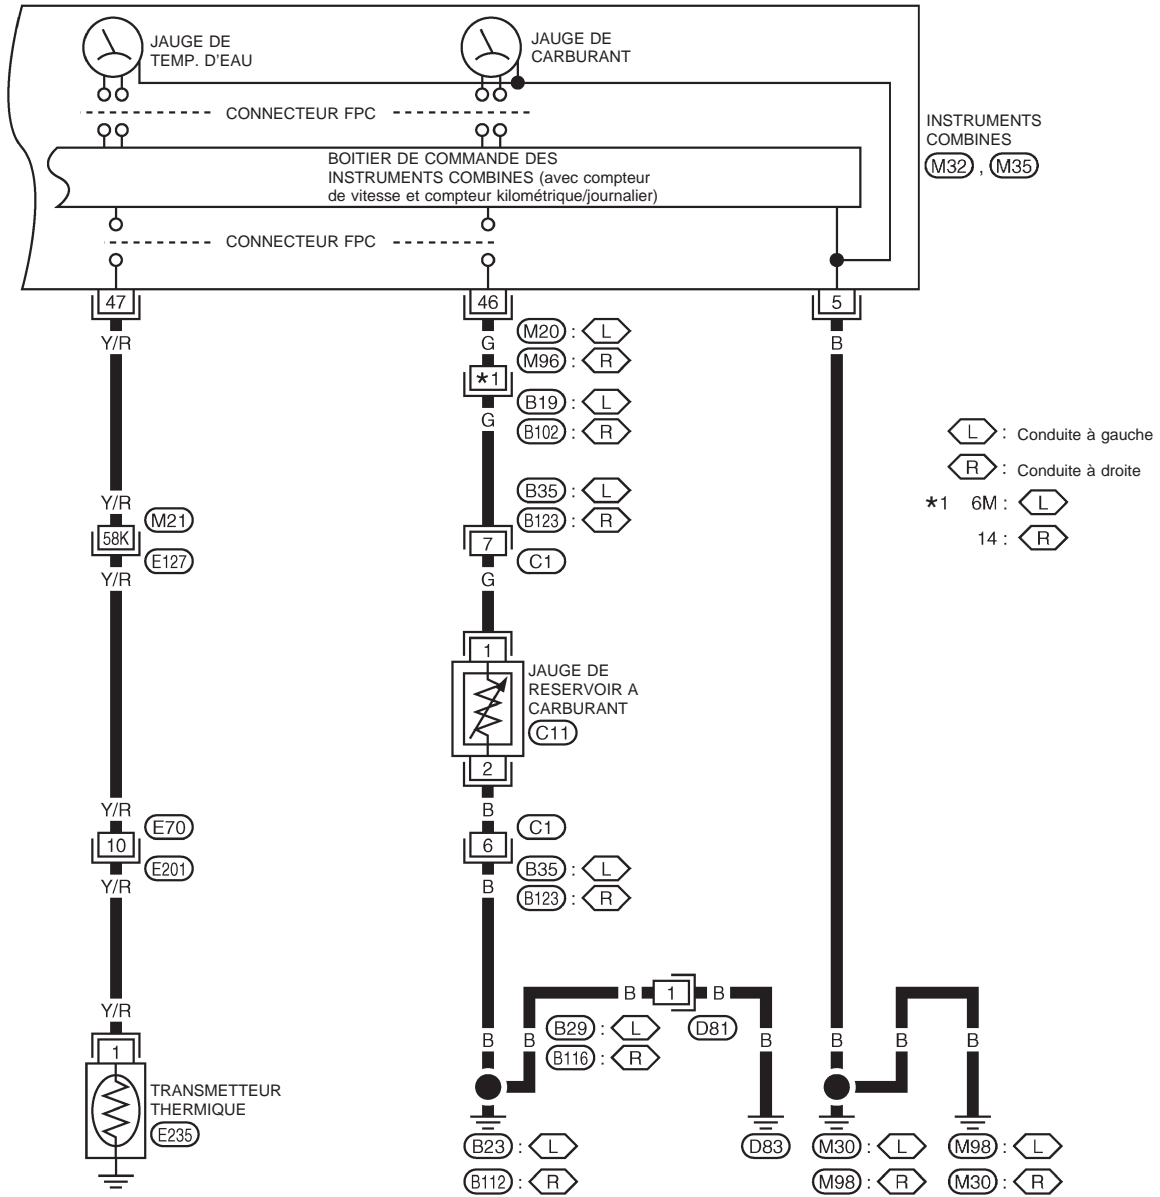 JAUGE DE
TEMP. D'EAU
JAUGE DE
CARBURANT
CONNECTEUR FPC
INSTRUMENTS
COMBINES
M32 , M35
BOITIER DE COMMANDE DES
INSTRUMENTS COMBINES (avec compteur
de vitesse et compteur kilométrique/journalier)
CONNECTEUR FPC
47
46
5
Y/R
G
B
M20 : L
M96 : R
*1
B19 : L
B102 : R
G
L : Conduite à gauche
R : Conduite à droite
*1 6M : L
14 : R
B35 : L
B123 : R
Y/R
M21
58K
E127
Y/R
7
C1
G
1
JAUGE DE
RESERVOIR A
CARBURANT
C11
2
B
Y/R
E70
10
E201
Y/R
C1
6
B35 : L
B123 : R
B
Y/R
1
TRANSMETTEUR
THERMIQUE
E235
B 1 B
B29 : L
B116 : R
D81
B B B B B B
B23 : L
B112 : R
D83
M30 : L
M98 : R
M98 : L
M30 : R